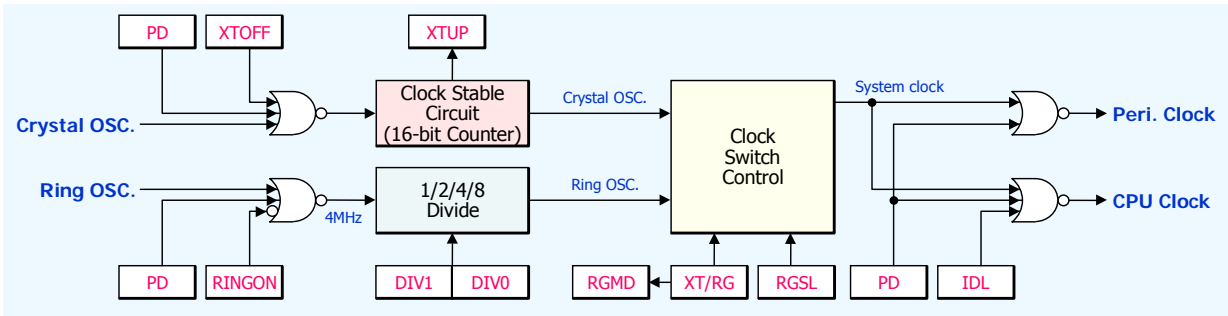 PD
XTOFF
XTUP
Crystal OSC.
Clock Stable
Circuit
(16-bit Counter)
Crystal OSC.
Clock
Switch
Control
System clock
Peri. Clock
Ring OSC.
4MHz
1/2/4/8
Divide
Ring OSC.
CPU Clock
PD
RINGON
DIV1
DIV0
RGMD
XT/RG
RGSL
PD
IDL